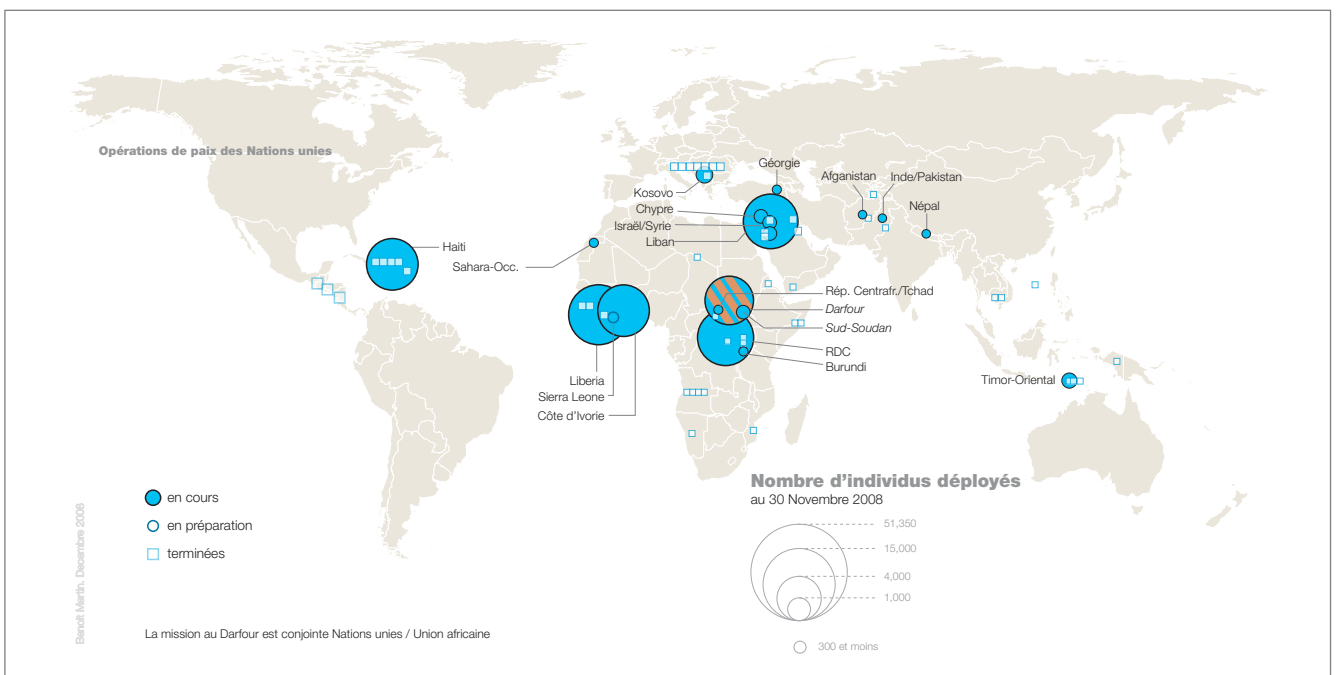 Opérations de paix des Nations unies
Géorgie
Afganistan
Inde/Pakistan
Népal
Kosovo
Chypre
Israël/Syrie
Liban
Haiti
Sahara-Occ.
Rép. Centrafr./Tchad
Darfour
Sud-Soudan
RDC
Burundi
Liberia
Sierra Leone
Côte d'Ivorie
Timor-Oriental
Nombre d'individus déployés
au 30 Novembre 2008
51,350
15,000
4,000
1,000
300 et moins
en cours
en préparation
terminées
La mission au Darfour est conjointe Nations unies / Union africaine
Benoît Martin. Decembre 2008